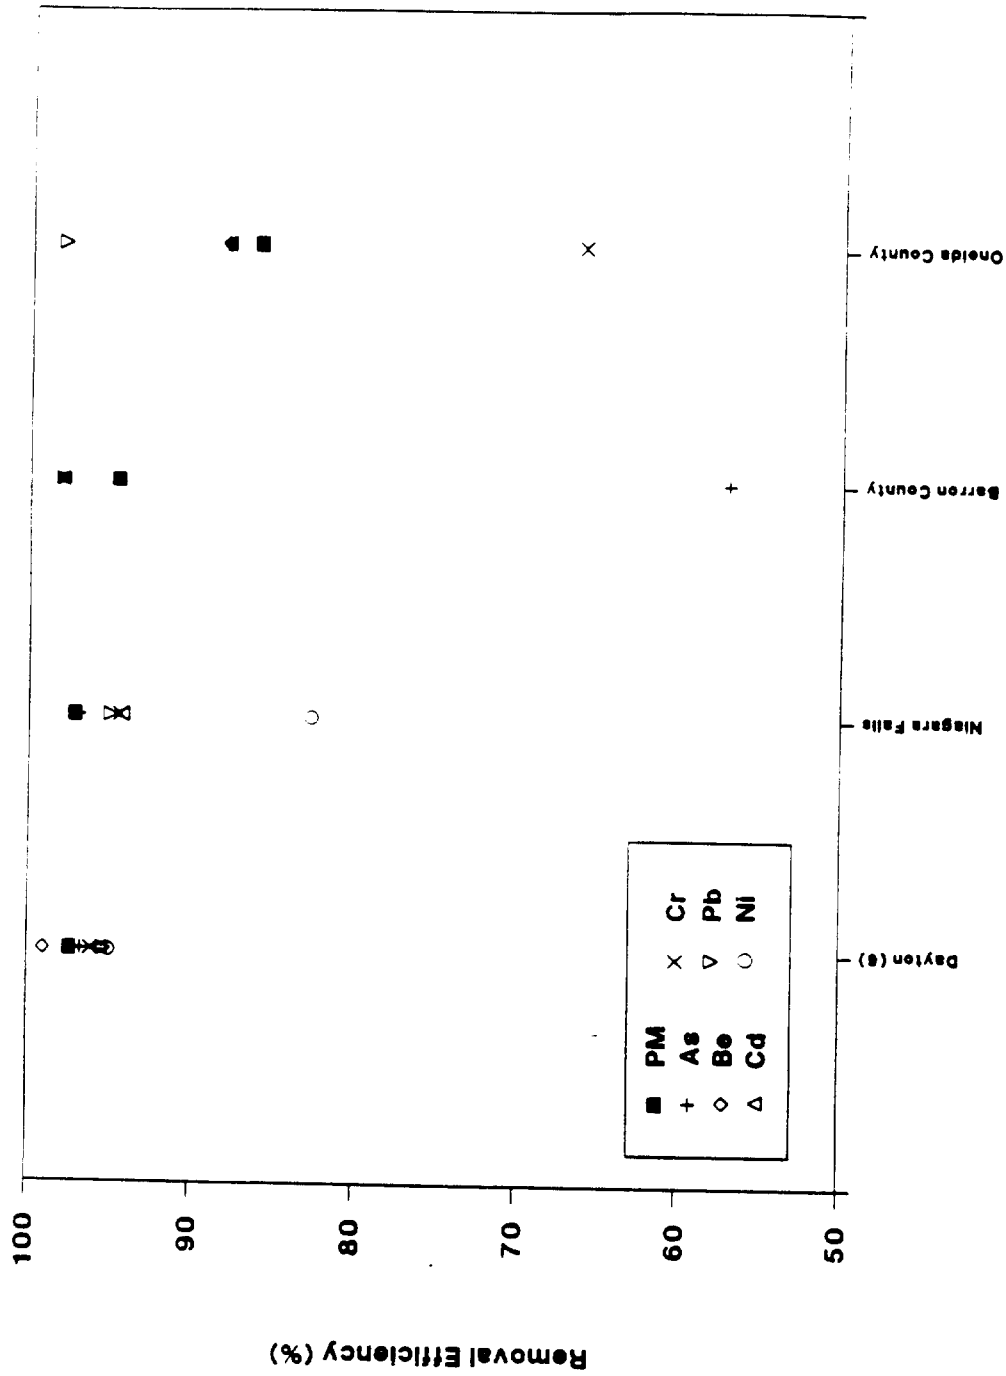 Removal Efficiency (%)
100
90
80
70
60
50
PM
As
Be
Cd
Cr
Pb
Ni
Dayton (8)
Niagara Falls
Barron County
Oneida County